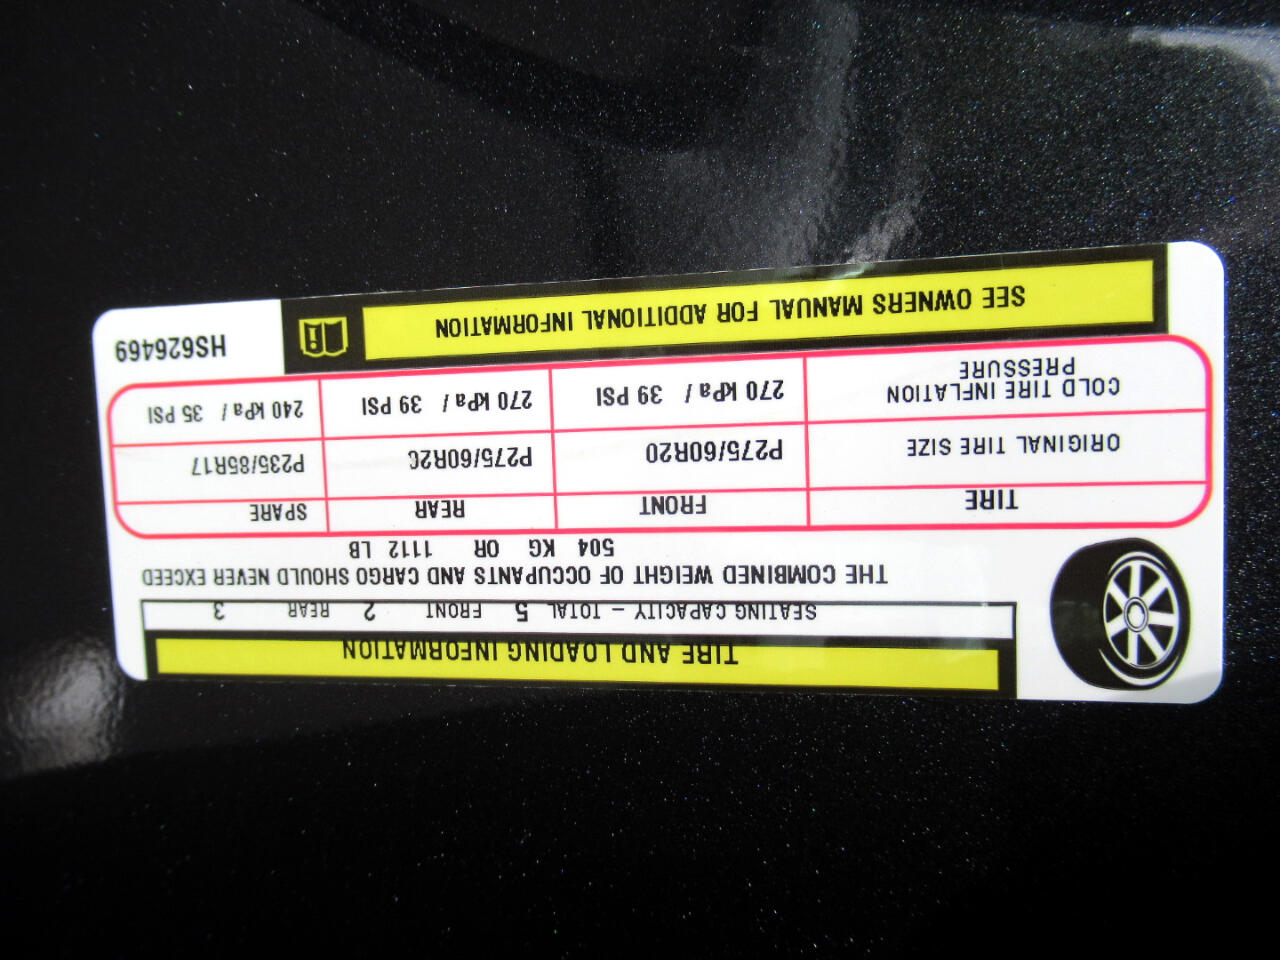 TIRE AND LOADING INFORMATION
SEATING CAPACITY – TOTAL 5 FRONT 2 REAR 3
THE COMBINED WEIGHT OF OCCUPANTS AND CARGO SHOULD NEVER EXCEED
504 KG OR 1112 LB
TIRE FRONT REAR SPARE
ORIGINAL TIRE SIZE P275/60R20 P275/60R20 P235/85R17
COLD TIRE INFLATION PRESSURE 270 kPa / 39 PSI 270 kPa / 39 PSI 240 kPa / 35 PSI
SEE OWNERS MANUAL FOR ADDITIONAL INFORMATION
HS626469